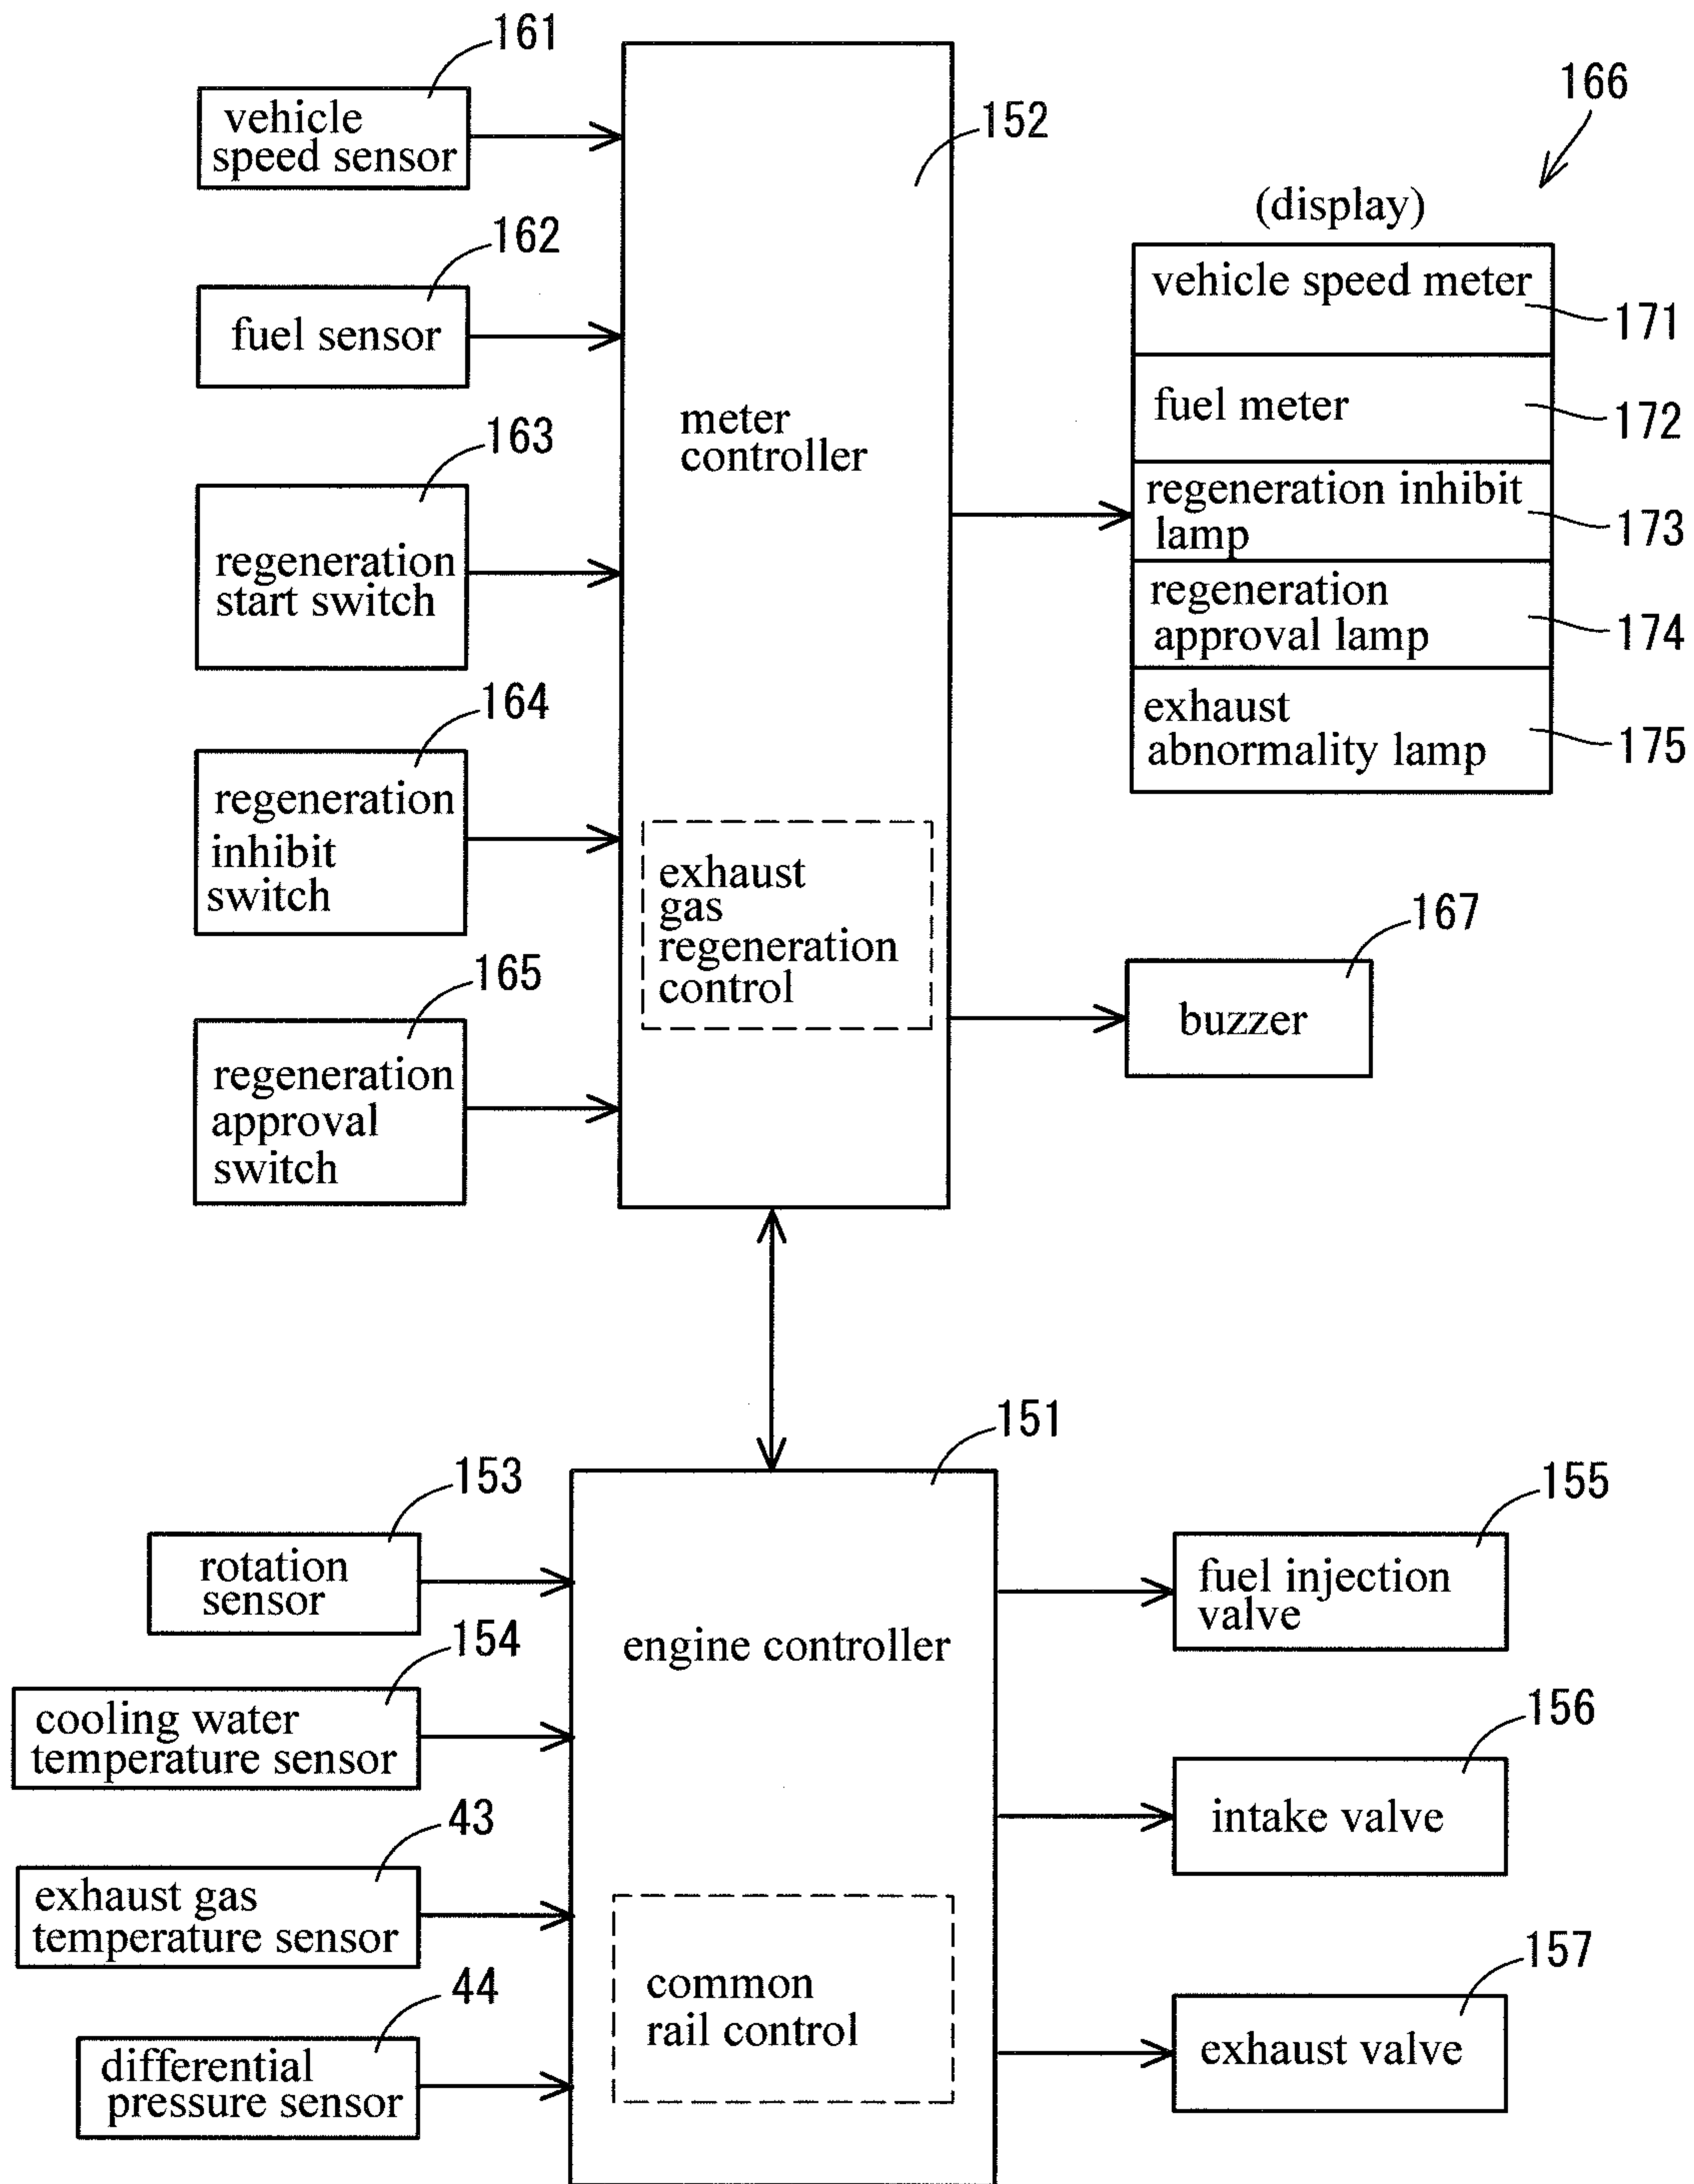 161
vehicle
speed sensor
162
fuel sensor
163
regeneration
start switch
164
regeneration
inhibit
switch
165
regeneration
approval
switch
152
meter
controller
exhaust
gas
regeneration
control
166
(display)
vehicle speed meter
171
fuel meter
172
regeneration inhibit
lamp
173
regeneration
approval lamp
174
exhaust
abnormality lamp
175
167
buzzer
151
engine controller
common
rail control
153
rotation
sensor
154
cooling water
temperature sensor
43
exhaust gas
temperature sensor
44
differential
pressure sensor
155
fuel injection
valve
156
intake valve
157
exhaust valve